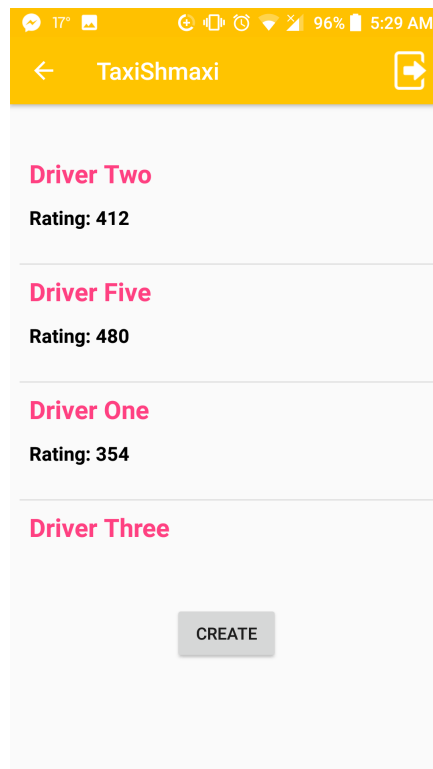 17° 96% 5:29 AM
TaxiShmaxi
Driver Two
Rating: 412
Driver Five
Rating: 480
Driver One
Rating: 354
Driver Three
CREATE